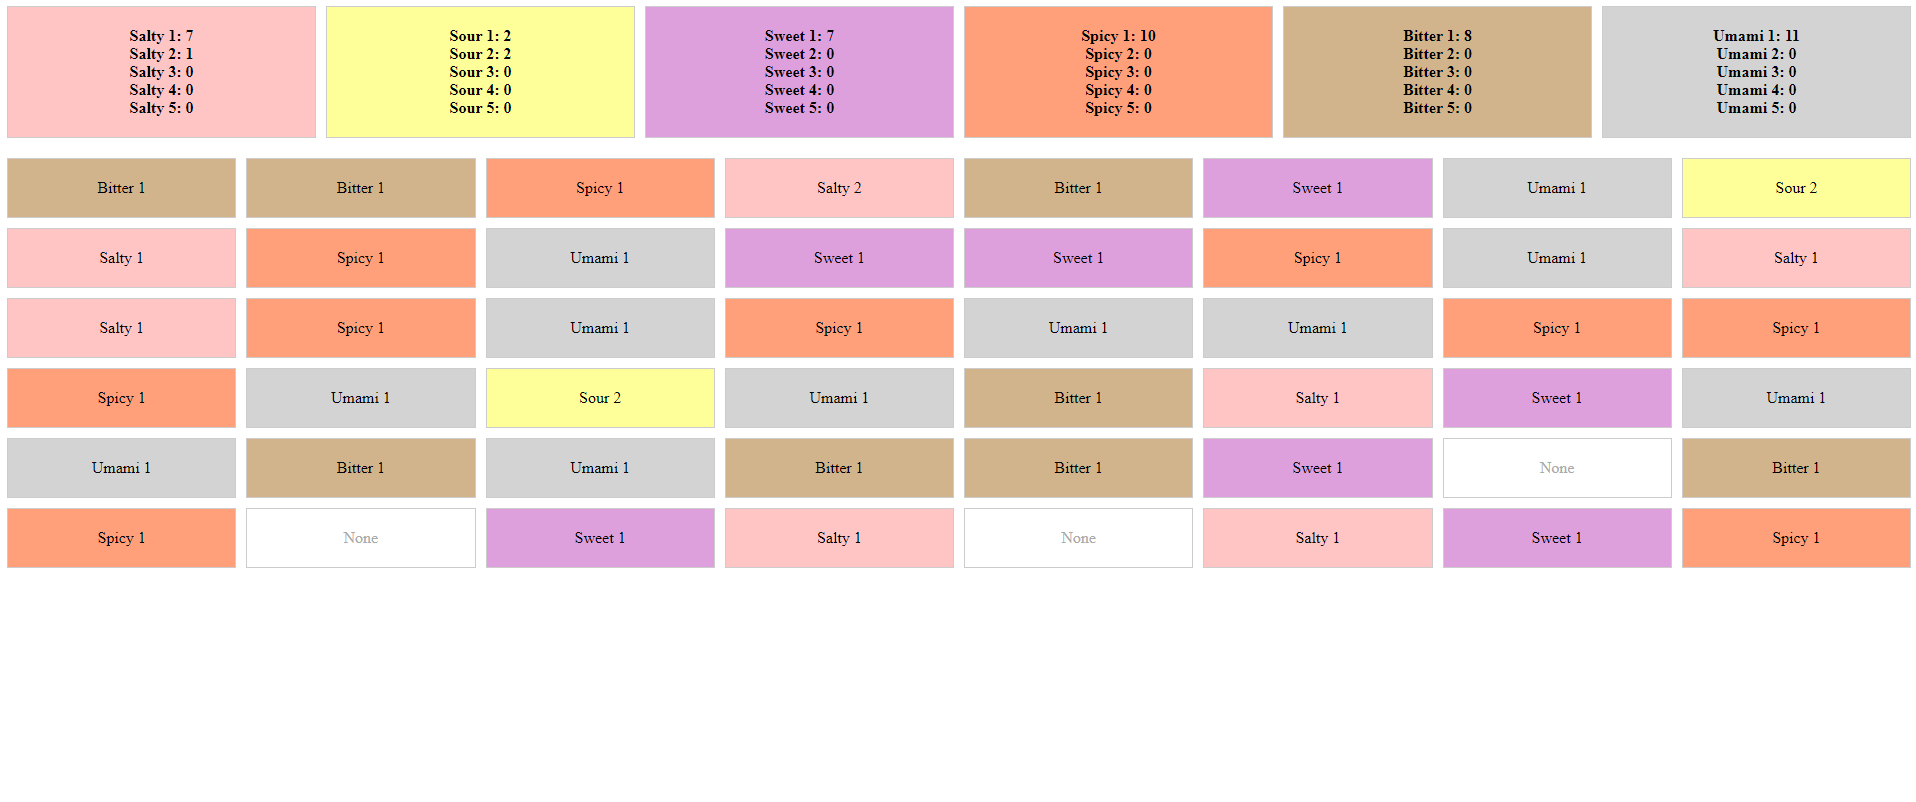 Salty 1: 7
Salty 2: 1
Salty 3: 0
Salty 4: 0
Salty 5: 0
Sour 1: 2
Sour 2: 2
Sour 3: 0
Sour 4: 0
Sour 5: 0
Sweet 1: 7
Sweet 2: 0
Sweet 3: 0
Sweet 4: 0
Sweet 5: 0
Spicy 1: 10
Spicy 2: 0
Spicy 3: 0
Spicy 4: 0
Spicy 5: 0
Bitter 1: 8
Bitter 2: 0
Bitter 3: 0
Bitter 4: 0
Bitter 5: 0
Umami 1: 11
Umami 2: 0
Umami 3: 0
Umami 4: 0
Umami 5: 0
Bitter 1
Bitter 1
Spicy 1
Salty 2
Bitter 1
Sweet 1
Umami 1
Sour 2
Salty 1
Spicy 1
Umami 1
Sweet 1
Sweet 1
Spicy 1
Umami 1
Salty 1
Salty 1
Spicy 1
Umami 1
Spicy 1
Umami 1
Umami 1
Spicy 1
Spicy 1
Spicy 1
Umami 1
Sour 2
Umami 1
Bitter 1
Salty 1
Sweet 1
Umami 1
Umami 1
Bitter 1
Umami 1
Bitter 1
Bitter 1
Sweet 1
None
Bitter 1
Spicy 1
None
Sweet 1
Salty 1
None
Salty 1
Sweet 1
Spicy 1